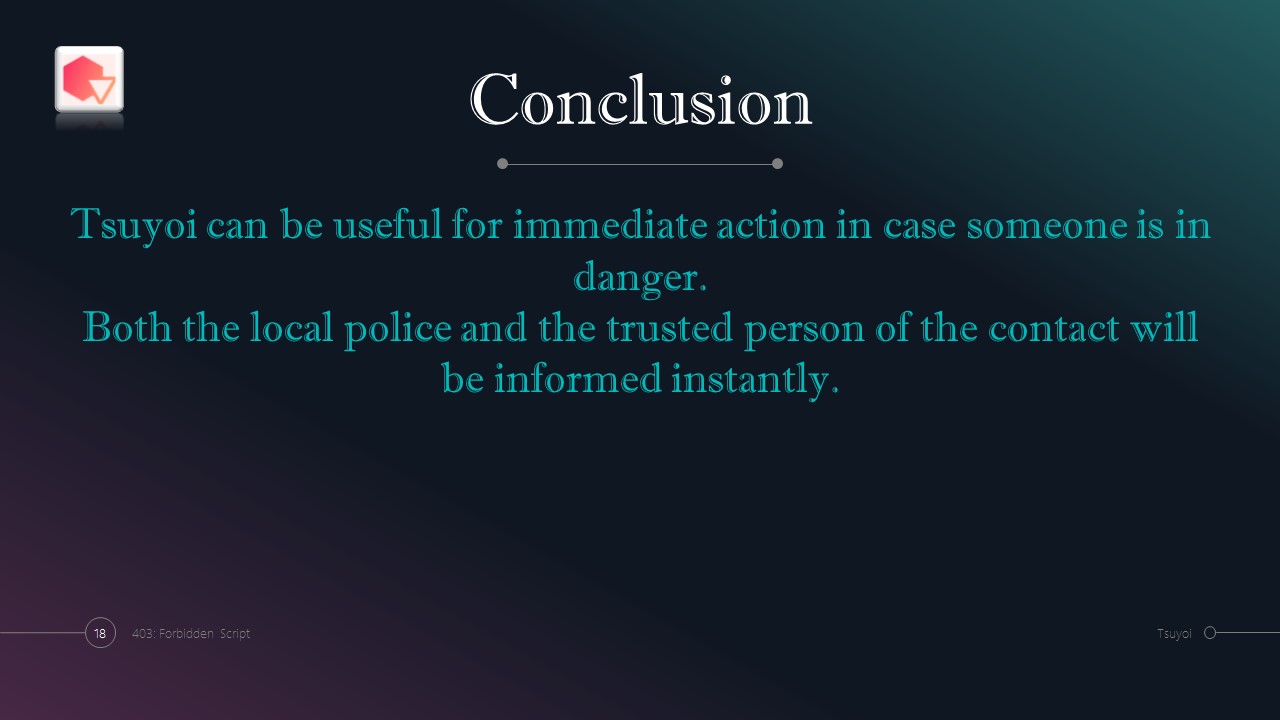 Conclusion
Tsuyoi can be useful for immediate action in case someone is in
danger.
Both the local police and the trusted person of the contact will
be informed instantly.
18
403: Forbidden Script
Tsuyoi